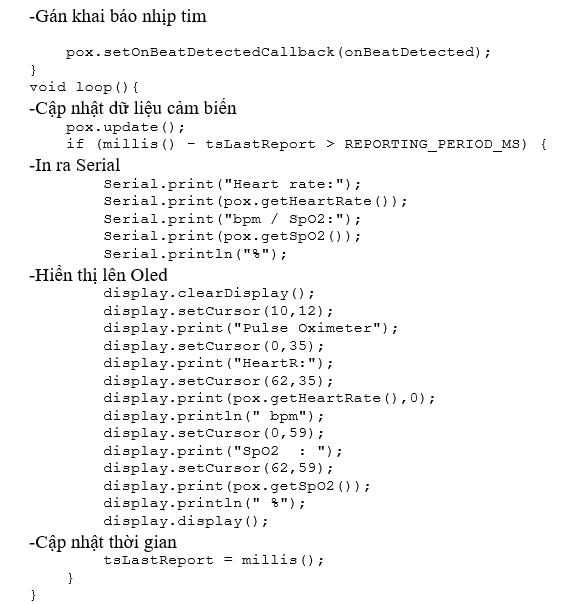 -Gán khai báo nhịp tim
pox.setOnBeatDetectedCallback(onBeatDetected);
}
void loop(){
-Cập nhật dữ liệu cảm biến
pox.update();
if (millis() - tsLastReport > REPORTING_PERIOD_MS) {
-In ra Serial
Serial.print("Heart rate:");
Serial.print(pox.getHeartRate());
Serial.print("bpm / SpO2:");
Serial.print(pox.getSpO2());
Serial.println("%");
-Hiển thị lên Oled
display.clearDisplay();
display.setCursor(10,12);
display.print("Pulse Oximeter");
display.setCursor(0,35);
display.print("HeartR:");
display.setCursor(62,35);
display.print(pox.getHeartRate(),0);
display.println(" bpm");
display.setCursor(0,59);
display.print("SpO2  : ");
display.setCursor(62,59);
display.print(pox.getSpO2());
display.println(" %");
display.display();
-Cập nhật thời gian
tsLastReport = millis();
}
}